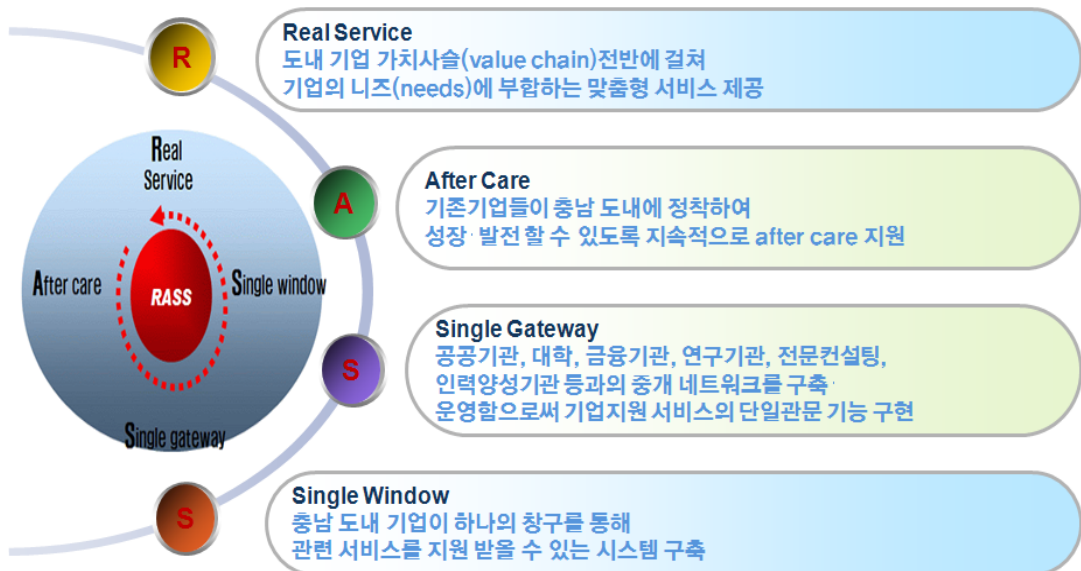 R
Real Service
도내 기업 가치사슬(value chain)전반에 걸쳐
기업의 니즈(needs)에 부합하는 맞춤형 서비스 제공
Real
Service
After care
RASS
Single window
Single gateway
A
After Care
기존기업들이 충남 도내에 정착하여
성장·발전 할 수 있도록 지속적으로 after care 지원
S
Single Gateway
공공기관, 대학, 금융기관, 연구기관, 전문컨설팅,
인력양성기관 등과의 중개 네트워크를 구축·
운영함으로써 기업지원 서비스의 단일관문 기능 구현
S
Single Window
충남 도내 기업이 하나의 창구를 통해
관련 서비스를 지원 받을 수 있는 시스템 구축